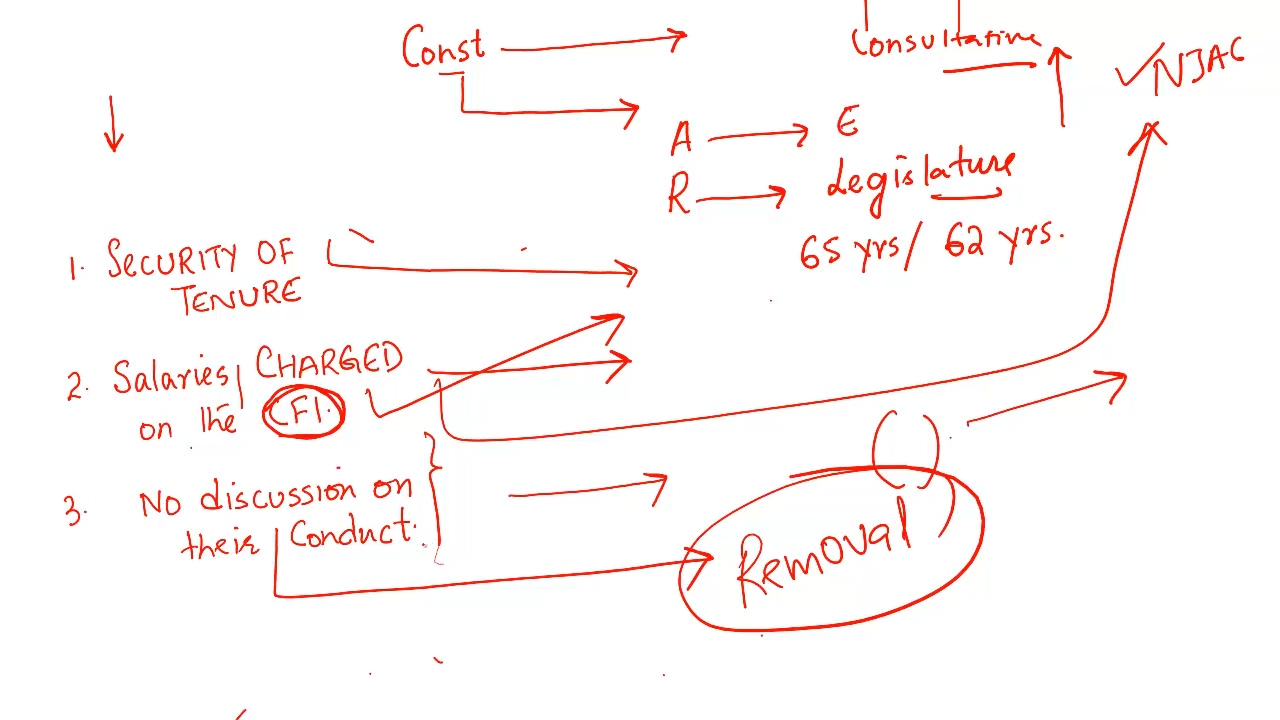 Const
Consultative
NJAC
A E
R Legislature
65 yrs/ 62 yrs.
1. SECURITY OF
TENURE
2. Salaries CHARGED
on the CFI.
3. No discussion on
their Conduct.
Removal